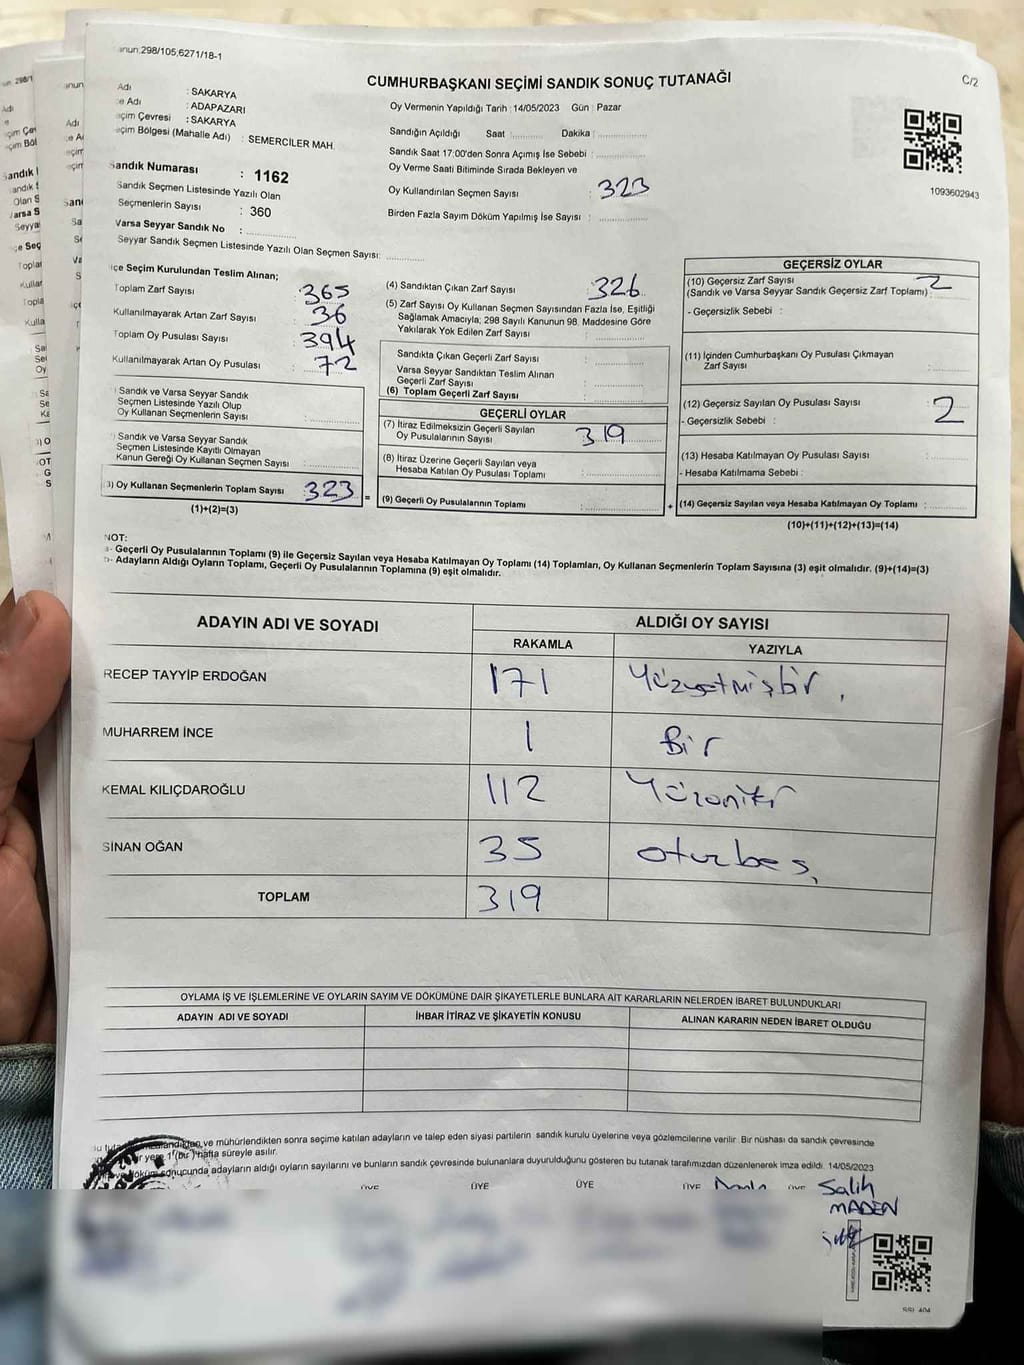 298/105,6271/18-1
CUMHURBAŞKANI SEÇİMİ SANDIK SONUÇ TUTANAĞI
C/2
Adı : SAKARYA
Adı : ADAPAZARI
Çevresi : SAKARYA
Bölgesi (Mahalle Adı) : SEMERCİLER MAH.
Sandık Numarası : 1162
Sandık Seçmen Listesinde Yazılı Olan
Seçmenlerin Sayısı : 360
Varsa Seyyar Sandık No :
Seyyar Sandık Seçmen Listesinde Yazılı Olan Seçmen Sayısı:
Oy Vermenin Yapıldığı Tarih : 14/05/2023 Gün : Pazar
Sandığın Açıldığı Saat : Dakika :
Sandık Saat 17:00'den Sonra Açımış İse Sebebi :
Oy Verme Saati Bitiminde Sırada Bekleyen ve
Oy Kullandırılan Seçmen Sayısı : 323
Birden Fazla Sayım Döküm Yapılmış İse Sayısı :
1093602943
Seçim Kurulundan Teslim Alınan;
Toplam Zarf Sayısı : 365
Kullanılmayarak Artan Zarf Sayısı : 36
Toplam Oy Pusulası Sayısı : 394
Kullanılmayarak Artan Oy Pusulası : 72
Sandık ve Varsa Seyyar Sandık
Seçmen Listesinde Yazılı Olup
Oy Kullanan Seçmenlerin Sayısı :
Sandık ve Varsa Seyyar Sandık
Seçmen Listesinde Kayıtlı Olmayan
Kanun Gereği Oy Kullanan Seçmen Sayısı :
3) Oy Kullanan Seçmenlerin Toplam Sayısı : 323 =
(1)+(2)=(3)
(4) Sandıktan Çıkan Zarf Sayısı : 326
(5) Zarf Sayısı Oy Kullanan Seçmen Sayısından Fazla İse, Eşitliği
Sağlamak Amacıyla; 298 Sayılı Kanunun 98. Maddesine Göre
Yakılarak Yok Edilen Zarf Sayısı :
Sandıkta Çıkan Geçerli Zarf Sayısı :
Varsa Seyyar Sandıktan Teslim Alınan
Geçerli Zarf Sayısı :
(6) Toplam Geçerli Zarf Sayısı :
GEÇERLİ OYLAR
(7) İtiraz Edilmeksizin Geçerli Sayılan
Oy Pusulalarının Sayısı : 319
(8) İtiraz Üzerine Geçerli Sayılan veya
Hesaba Katılan Oy Pusulası Toplamı :
(9) Geçerli Oy Pusulalarının Toplamı : +
GEÇERSİZ OYLAR
(10) Geçersiz Zarf Sayısı 2
(Sandık ve Varsa Seyyar Sandık Geçersiz Zarf Toplamı) :
- Geçersizlik Sebebi :
(11) İçinden Cumhurbaşkanı Oy Pusulası Çıkmayan
Zarf Sayısı :
(12) Geçersiz Sayılan Oy Pusulası Sayısı : 2
- Geçersizlik Sebebi :
(13) Hesaba Katılmayan Oy Pusulası Sayısı :
- Hesaba Katılmama Sebebi :
(14) Geçersiz Sayılan veya Hesaba Katılmayan Oy Toplamı :
(10)+(11)+(12)+(13)=(14)
NOT:
a- Geçerli Oy Pusulalarının Toplamı (9) ile Geçersiz Sayılan veya Hesaba Katılmayan Oy Toplamı (14) Toplamları, Oy Kullanan Seçmenlerin Toplam Sayısına (3) eşit olmalıdır. (9)+(14)=(3)
b- Adayların Aldığı Oyların Toplamı, Geçerli Oy Pusulalarının Toplamına (9) eşit olmalıdır.
ADAYIN ADI VE SOYADI
ALDIĞI OY SAYISI
RAKAMLA YAZIYLA
RECEP TAYYİP ERDOĞAN 171 Yüzyetmişbir
MUHARREM İNCE 1 Bir
KEMAL KILIÇDAROĞLU 112 Yüzoniki
SİNAN OĞAN 35 otuzbeş
TOPLAM 319
OYLAMA İŞ VE İŞLEMLERİNE VE OYLARIN SAYIM VE DÖKÜMÜNE DAİR ŞİKAYETLERLE BUNLARA AİT KARARLARIN NELERDEN İBARET BULUNDUKLARI
ADAYIN ADI VE SOYADI İHBAR İTİRAZ VE ŞİKAYETİN KONUSU ALINAN KARARIN NEDEN İBARET OLDUĞU
ve mühürlendikten sonra seçime katılan adayların ve talep eden siyasi partilerin sandık kurulu üyelerine veya gözlemcilerine verilir. Bir nüshası da sandık çevresinde
yere 1 (bir) hafta süreyle asılır.
döküm sonucunda adayların aldığı oyların sayılarını ve bunların sandık çevresinde bulunanlara duyurulduğunu gösteren bu tutanak tarafımızdan düzenlenerek imza edildi. 14/05/2023
ÜYE ÜYE ÜYE ÜYE ÜYE
Salih
MADEN